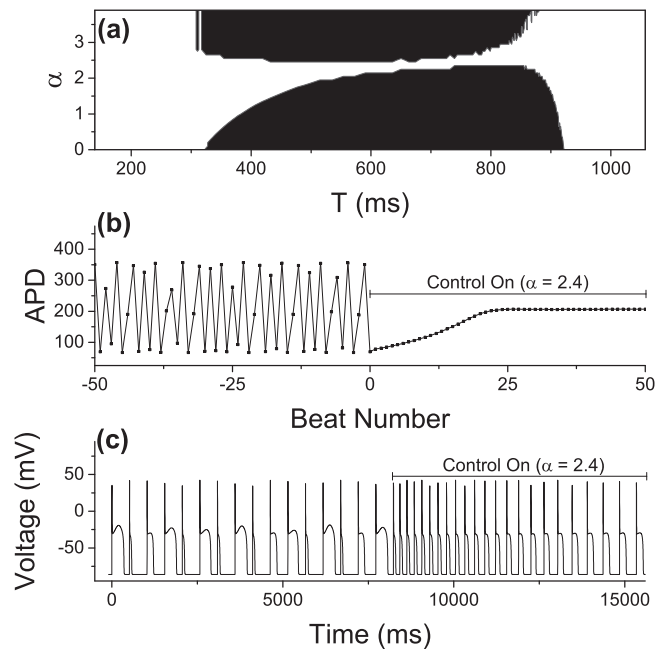 (a)
α
3
2
1
0
200 400 600 800 1000
T (ms)
(b)
APD
400
300
200
100
Control On (α = 2.4)
-50 -25 0 25 50
Beat Number
(c)
Voltage (mV)
50
0
-50
Control On (α = 2.4)
0 5000 10000 15000
Time (ms)